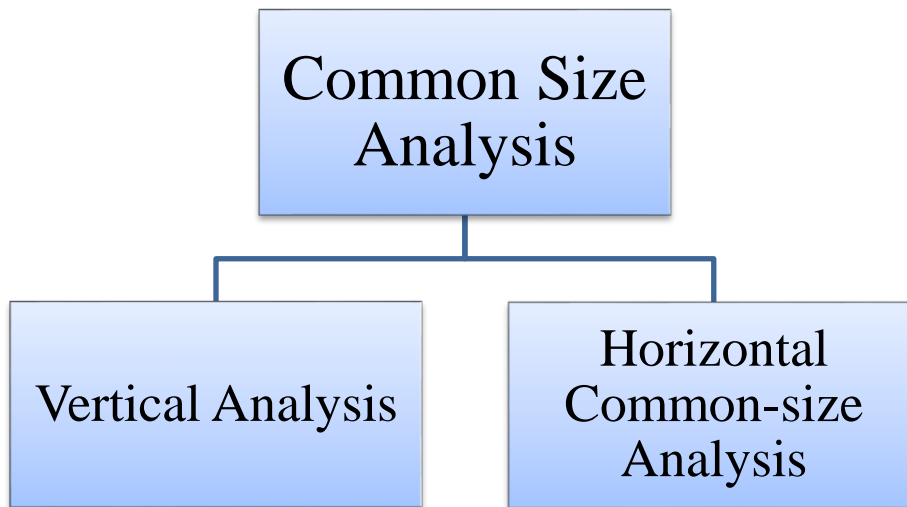 Common Size
Analysis
Vertical Analysis
Horizontal
Common-size
Analysis